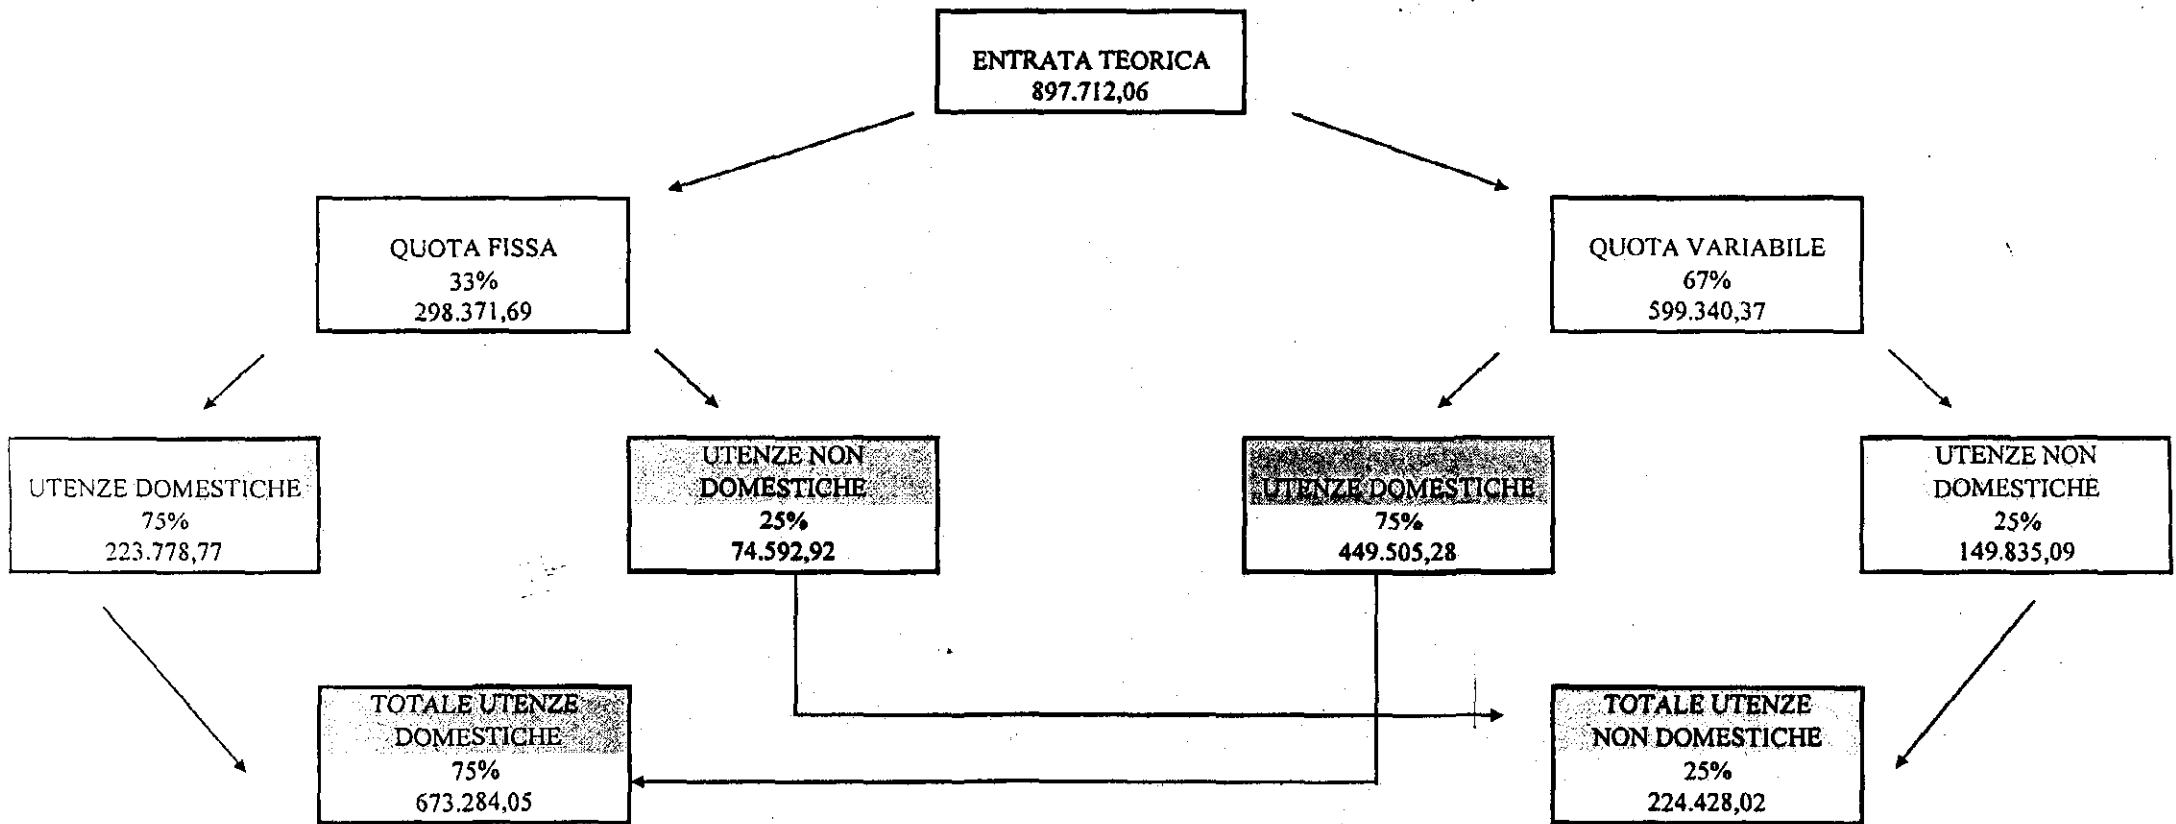 ENTRATA TEORICA
897.712,06
QUOTA FISSA
33%
298.371,69
QUOTA VARIABILE
67%
599.340,37
UTENZE DOMESTICHE
75%
223.778,77
UTENZE NON
DOMESTICHE
25%
74.592,92
UTENZE DOMESTICHE
75%
449.505,28
UTENZE NON
DOMESTICHE
25%
149.835,09
TOTALE UTENZE
DOMESTICHE
75%
673.284,05
TOTALE UTENZE
NON DOMESTICHE
25%
224.428,02